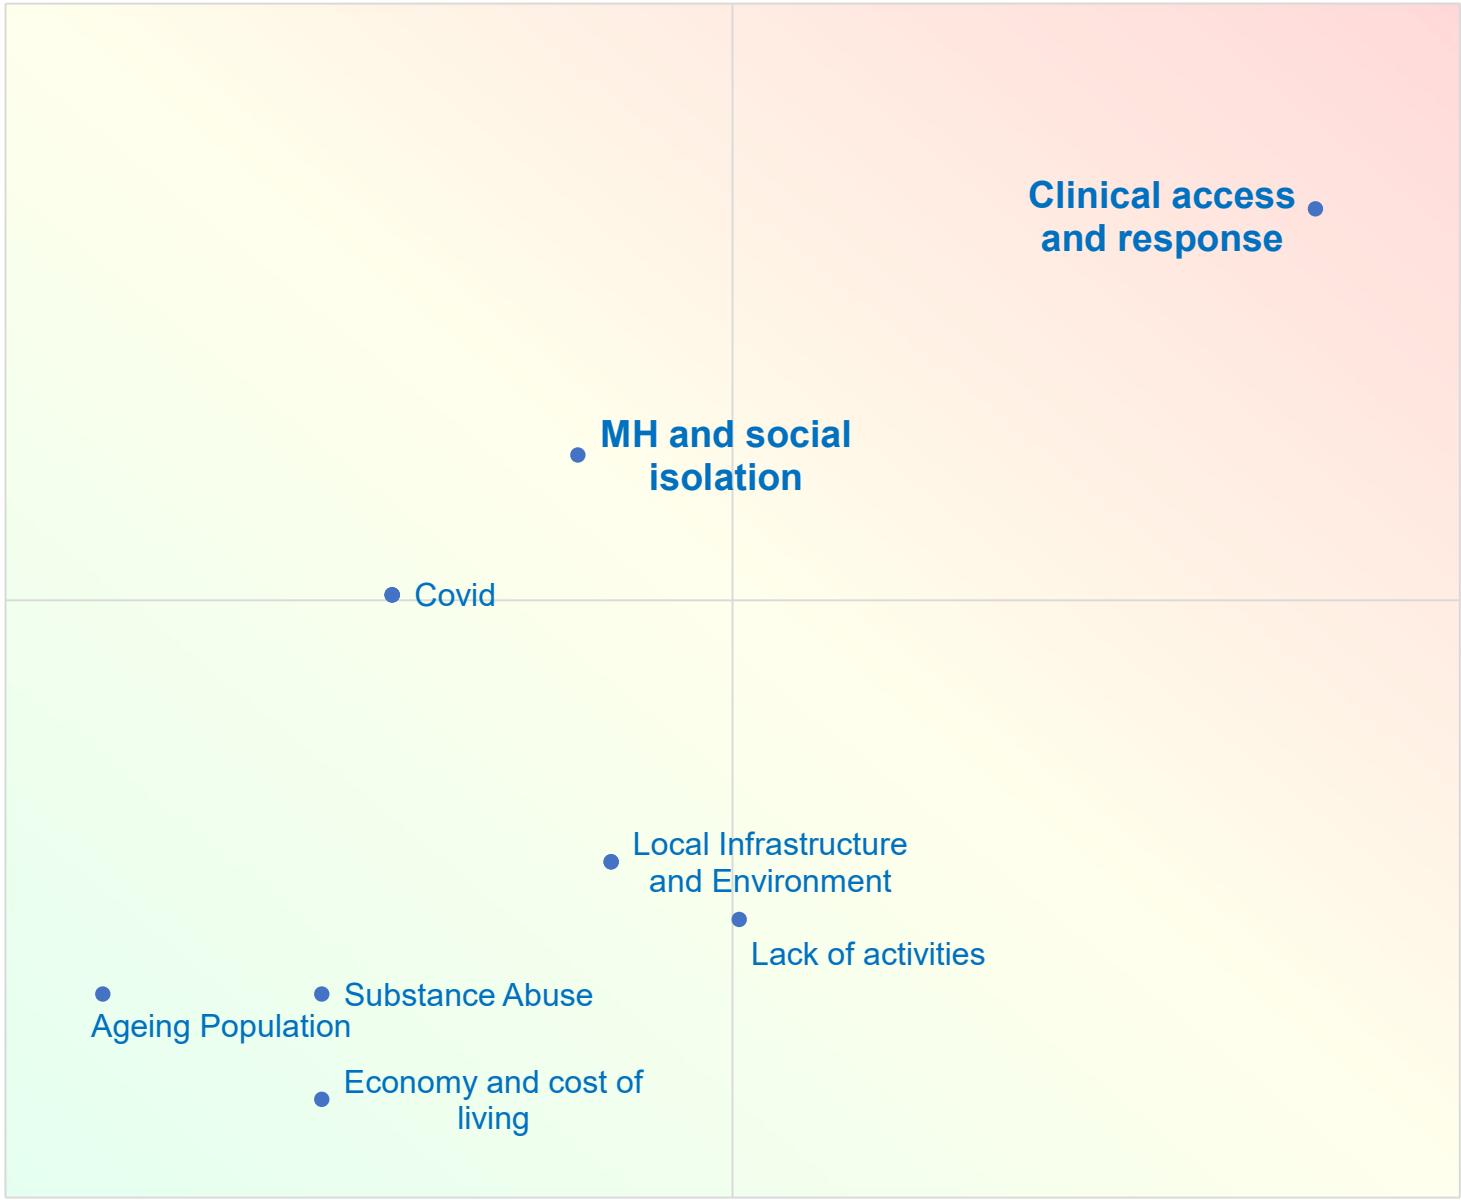 Clinical access
and response
MH and social
isolation
Covid
Local Infrastructure
and Environment
Lack of activities
Substance Abuse
Ageing Population
Economy and cost of
living